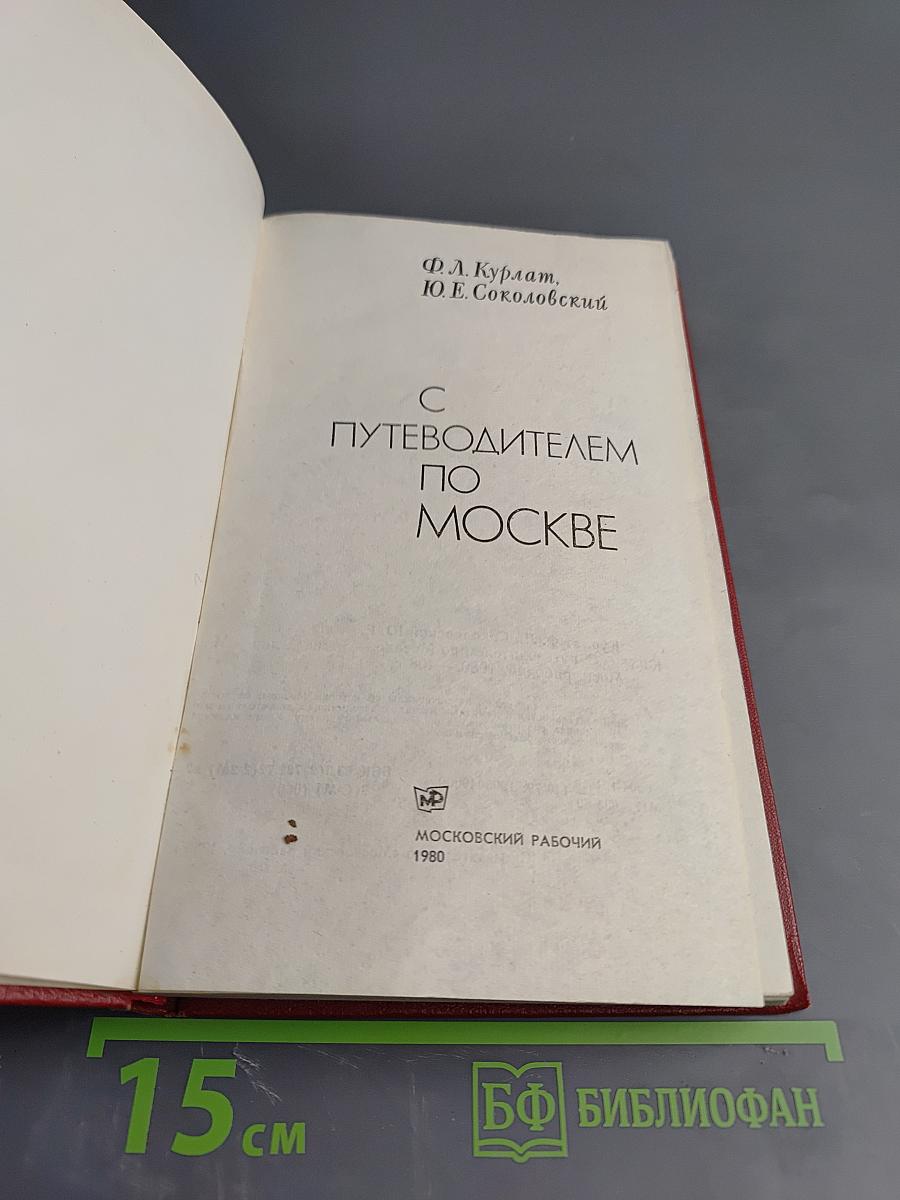 Ф. Л. Курлат,
Ю. Е. Соколовский
С
ПУТЕВОДИТЕЛЕМ
ПО
МОСКВЕ
МР
МОСКОВСКИЙ РАБОЧИЙ
1980
15 см
БФ БИБЛИОФАН